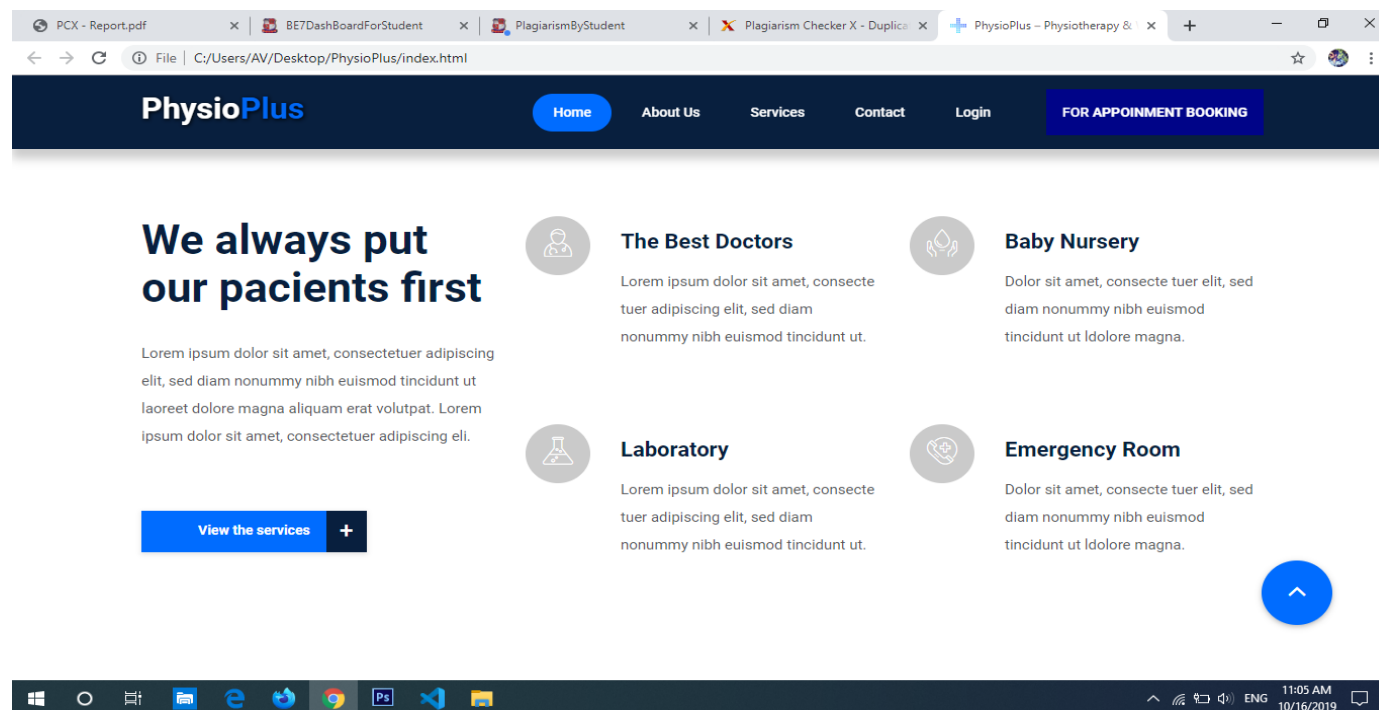 PCX - Report.pdf
BE7DashBoardForStudent
PlagiarismByStudent
Plagiarism Checker X - Duplica
PhysioPlus – Physiotherapy &
File | C:/Users/AV/Desktop/PhysioPlus/index.html
PhysioPlus
Home
About Us
Services
Contact
Login
FOR APPOINMENT BOOKING
We always put
our pacients first
Lorem ipsum dolor sit amet, consectetuer adipiscing
elit, sed diam nonummy nibh euismod tincidunt ut
laoreet dolore magna aliquam erat volutpat. Lorem
ipsum dolor sit amet, consectetuer adipiscing eli.
View the services +
The Best Doctors
Lorem ipsum dolor sit amet, consecte
tuer adipiscing elit, sed diam
nonummy nibh euismod tincidunt ut.
Baby Nursery
Dolor sit amet, consecte tuer elit, sed
diam nonummy nibh euismod
tincidunt ut ldolore magna.
Laboratory
Lorem ipsum dolor sit amet, consecte
tuer adipiscing elit, sed diam
nonummy nibh euismod tincidunt ut.
Emergency Room
Dolor sit amet, consecte tuer elit, sed
diam nonummy nibh euismod
tincidunt ut ldolore magna.
Ps
ENG
11:05 AM
10/16/2019